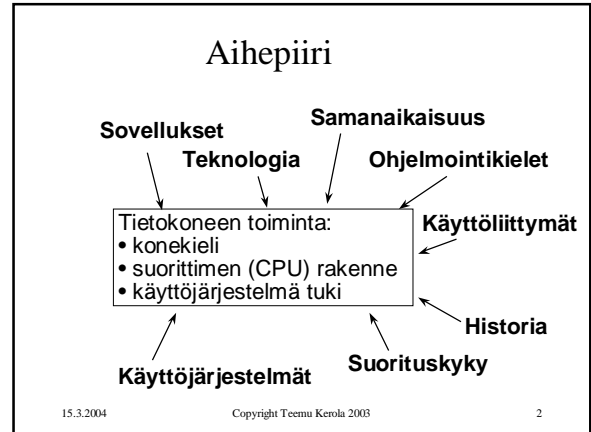 Aihepiiri
Samanaikaisuus
Sovellukset
Teknologia
Ohjelmointikielet
Tietokoneen toiminta:
• konekieli
• suorittimen (CPU) rakenne
• käyttöjärjestelmä tuki
Käyttöliittymät
Historia
Suorituskyky
Käyttöjärjestelmät
15.3.2004 Copyright Teemu Kerola 2003 2